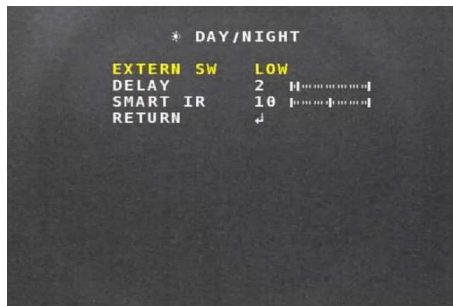 DAY/NIGHT
EXTERN SW LOW
DELAY 2
SMART IR 10
RETURN ↲